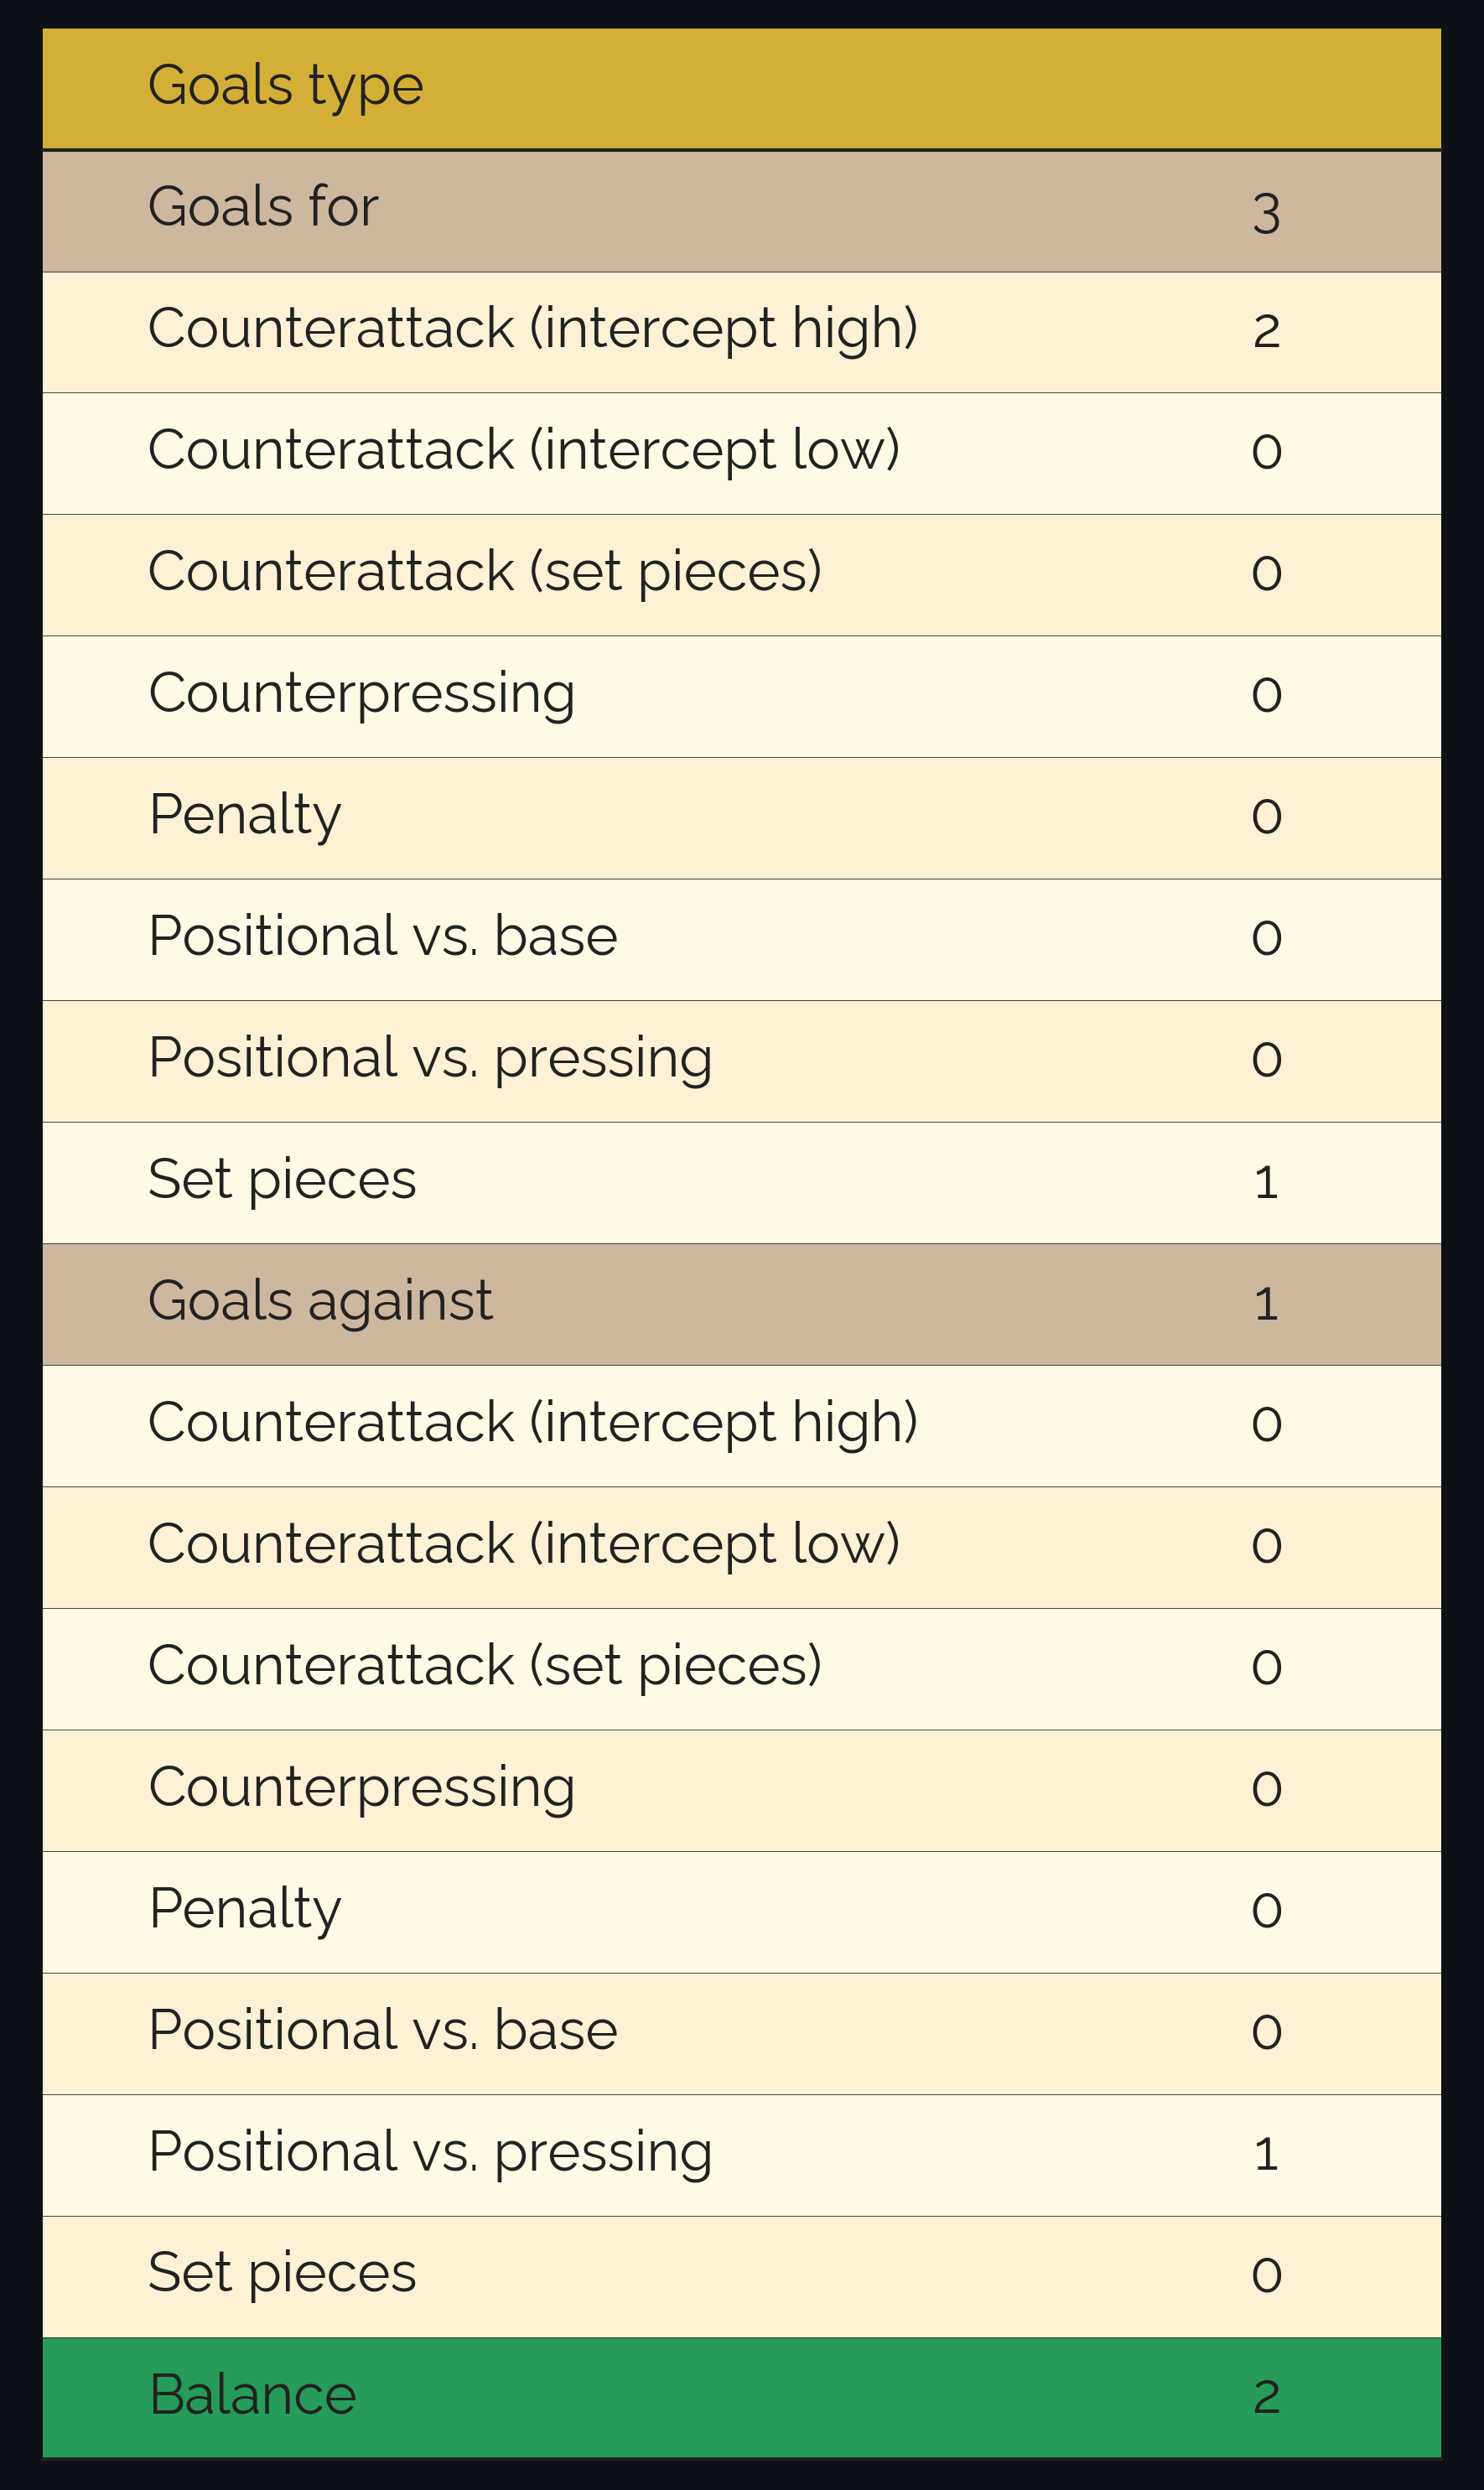 Goals type
Goals for 3
Counterattack (intercept high) 2
Counterattack (intercept low) 0
Counterattack (set pieces) 0
Counterpressing 0
Penalty 0
Positional vs. base 0
Positional vs. pressing 0
Set pieces 1
Goals against 1
Counterattack (intercept high) 0
Counterattack (intercept low) 0
Counterattack (set pieces) 0
Counterpressing 0
Penalty 0
Positional vs. base 0
Positional vs. pressing 1
Set pieces 0
Balance 2